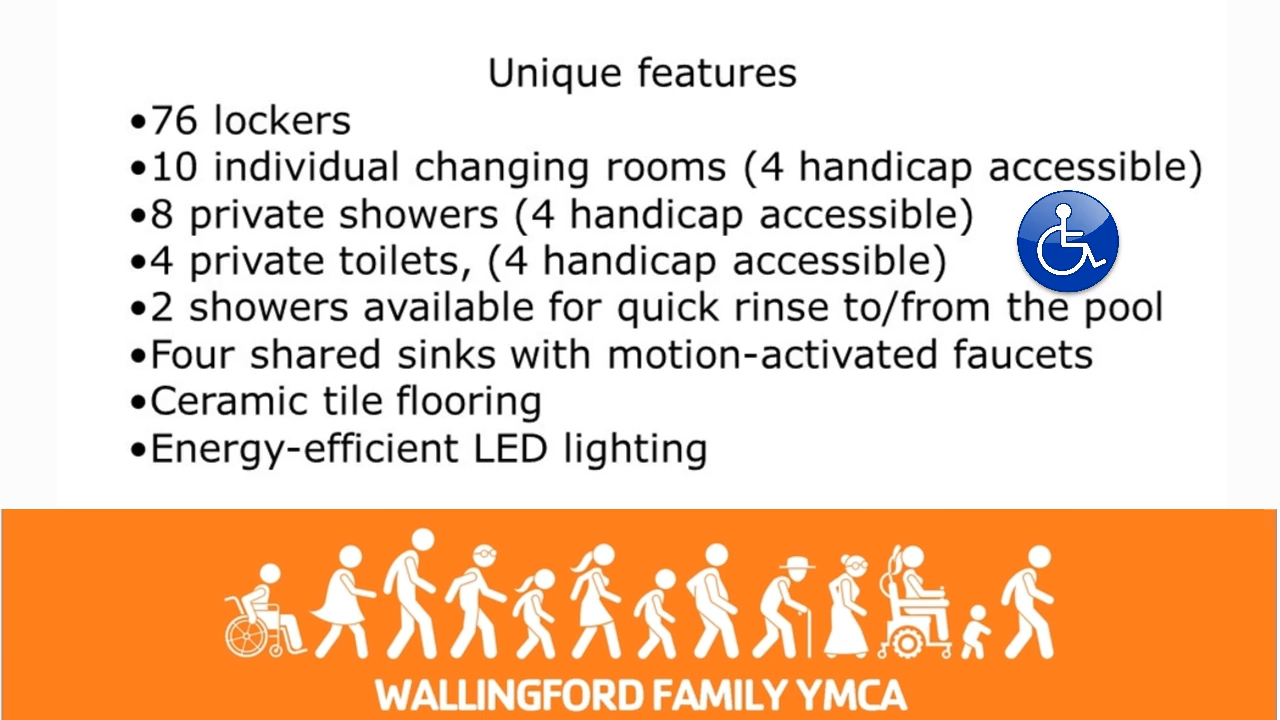 Unique features
•76 lockers
•10 individual changing rooms (4 handicap accessible)
•8 private showers (4 handicap accessible)
•4 private toilets, (4 handicap accessible)
•2 showers available for quick rinse to/from the pool
•Four shared sinks with motion-activated faucets
•Ceramic tile flooring
•Energy-efficient LED lighting
WALLINGFORD FAMILY YMCA